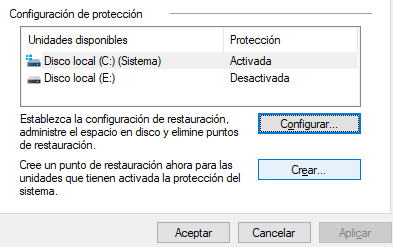 Configuración de protección
Unidades disponibles Protección
Disco local (C:) (Sistema) Activada
Disco local (E:) Desactivada
Establezca la configuración de restauración,
administre el espacio en disco y elimine puntos
de restauración.
Configurar...
Cree un punto de restauración ahora para las
unidades que tienen activada la protección del
sistema.
Crear...
Aceptar Cancelar Aplicar